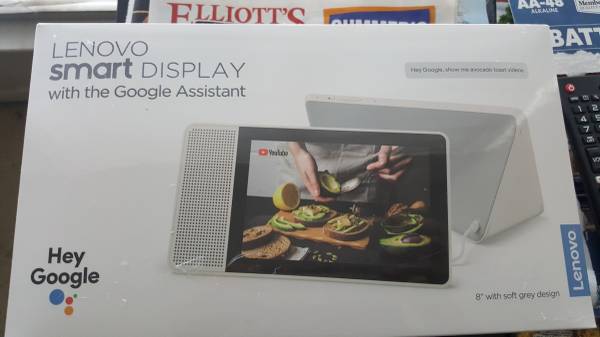 ELLIOTT'S
AA-48
ALKALINE
BATT
LENOVO
smart DISPLAY
with the Google Assistant
Hey Google, show me avocado toast videos
YouTube
Hey
Google
Lenovo
8" with soft grey design